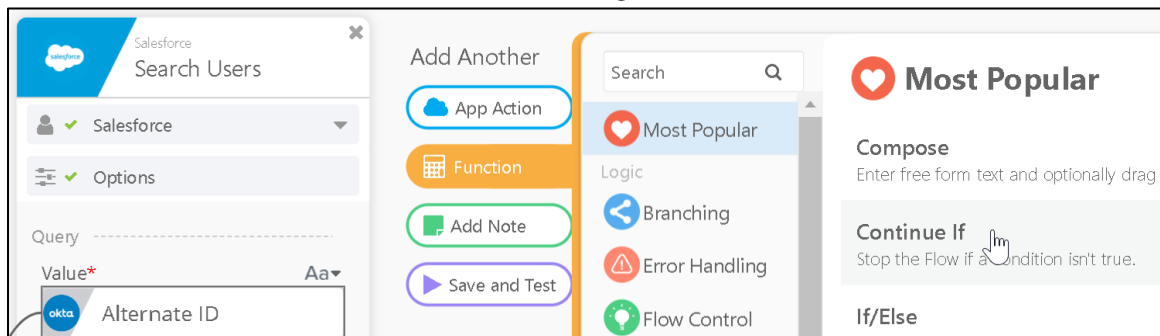 salesforce
Salesforce
Search Users
Salesforce
Options
Query
Value*
Aa
okta
Alternate ID
Add Another
App Action
Function
Add Note
Save and Test
Search
Most Popular
Logic
Branching
Error Handling
Flow Control
Most Popular
Compose
Enter free form text and optionally drag
Continue If
Stop the Flow if a condition isn't true.
If/Else